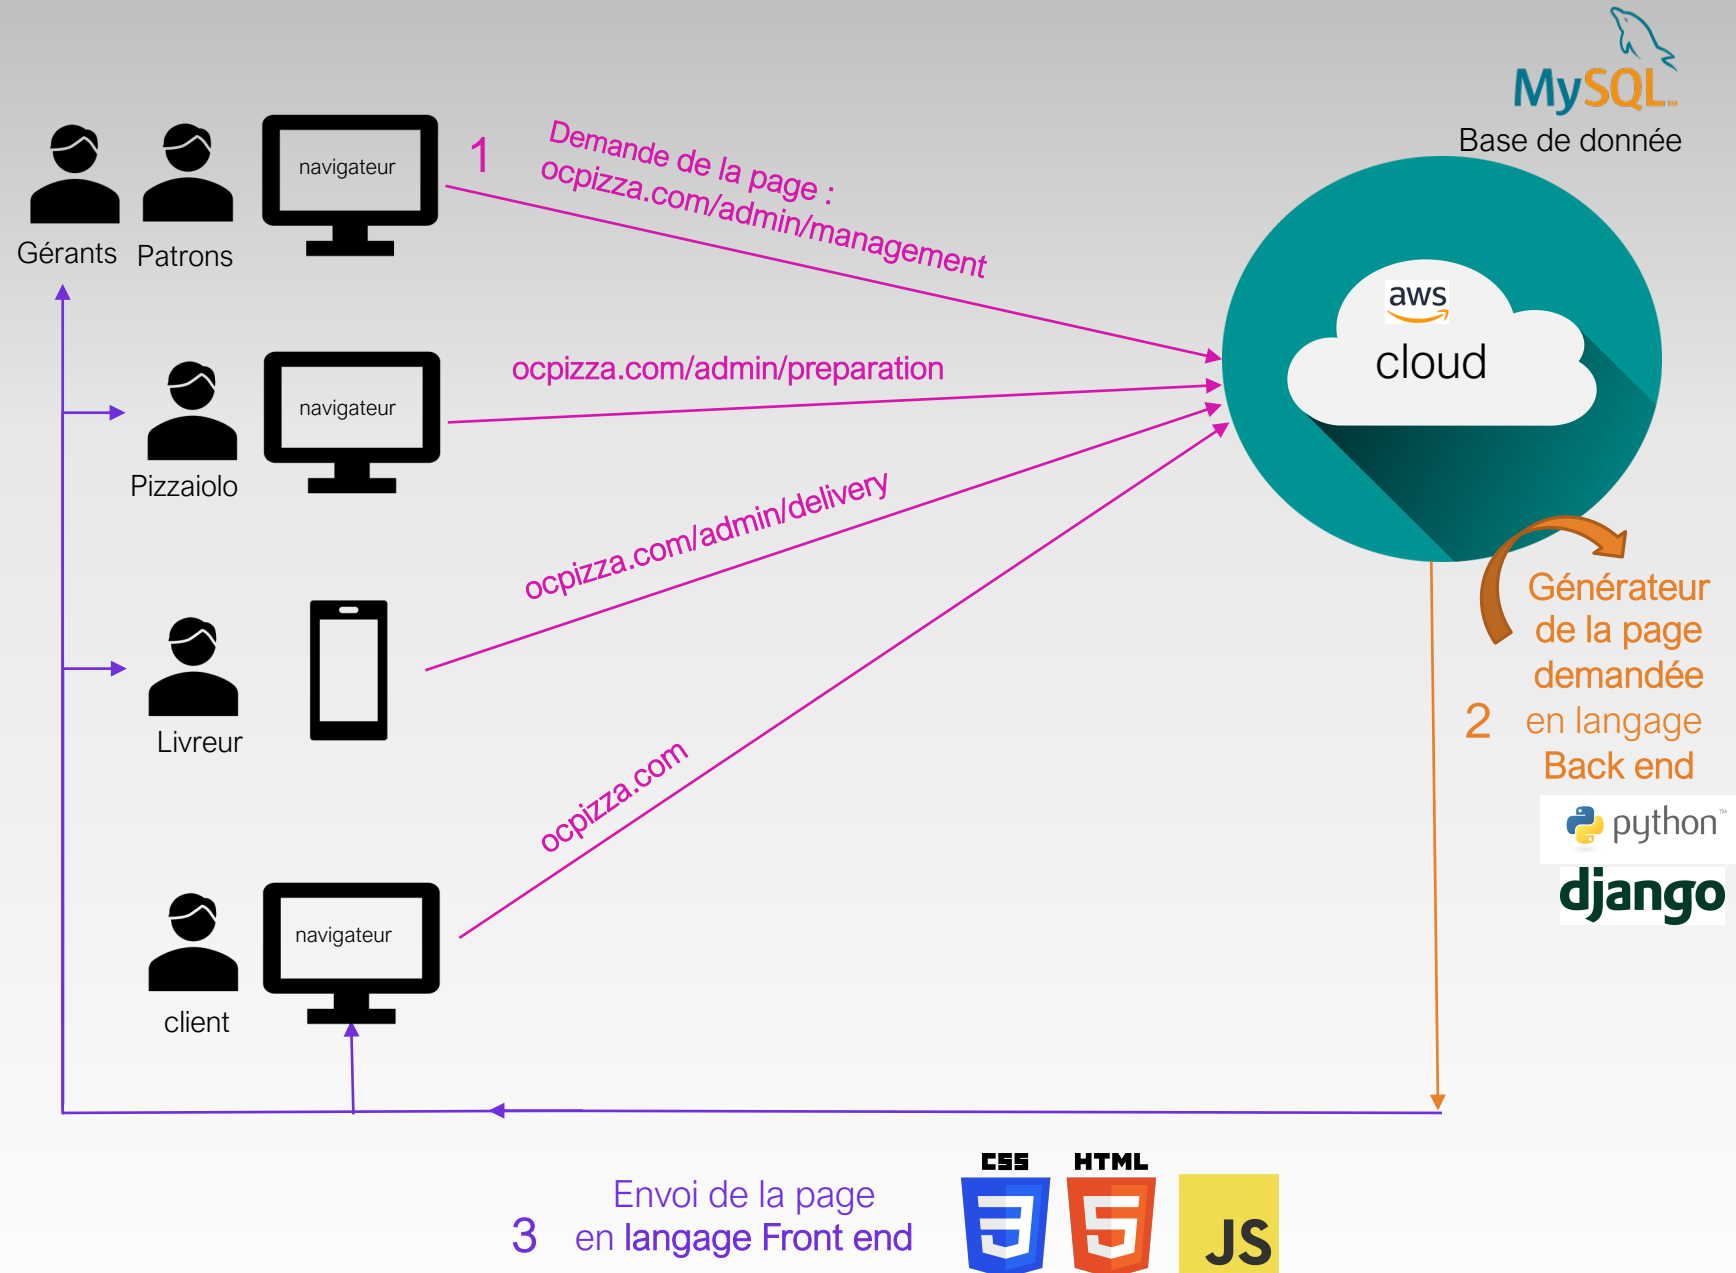 MySQL™
Base de donnée
navigateur
1
Demande de la page :
ocpizza.com/admin/management
Gérants
Patrons
aws
cloud
navigateur
ocpizza.com/admin/preparation
Pizzaiolo
ocpizza.com/admin/delivery
Livreur
Générateur
de la page
demandée
2 en langage
Back end
python™
django
ocpizza.com
navigateur
client
CSS
HTML
JS
Envoi de la page
3 en langage Front end